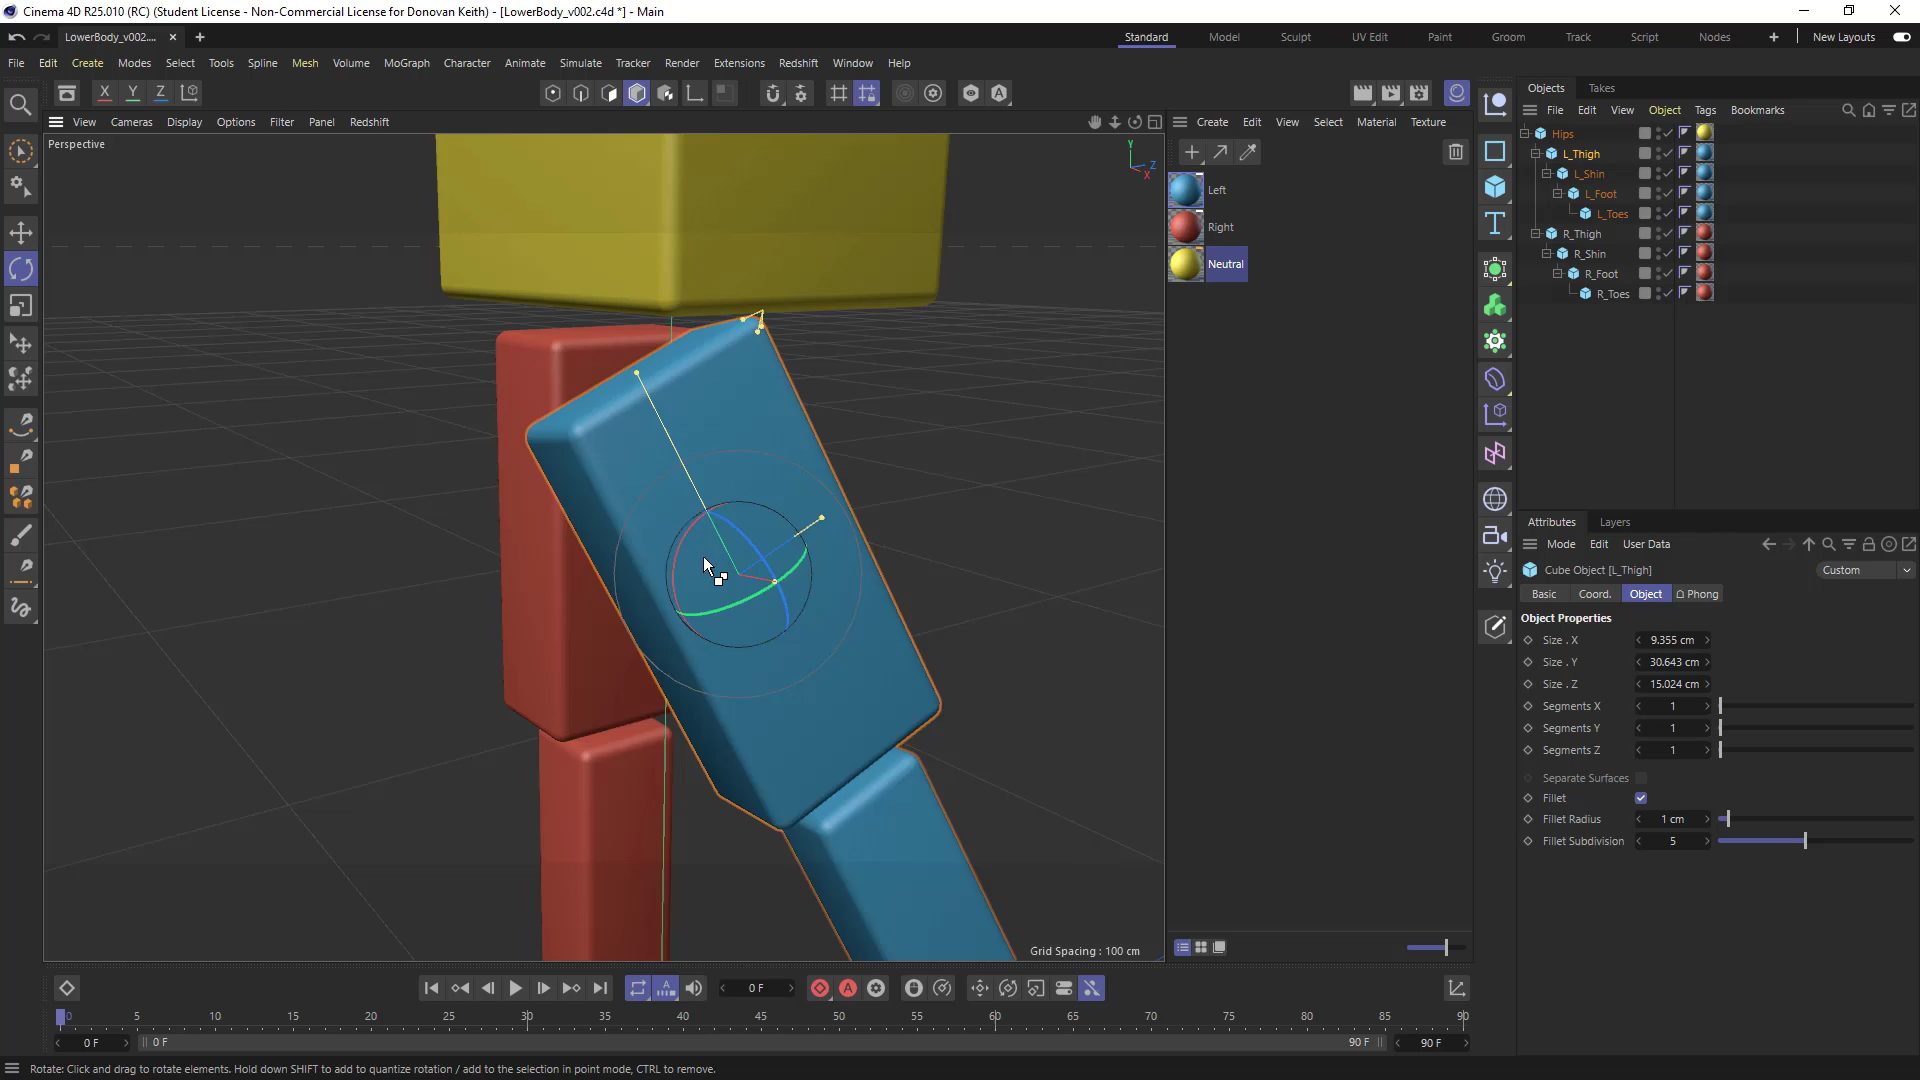 Cinema 4D R25.010 (RC) (Student License - Non-Commercial License for Donovan Keith) - [LowerBody_v002.c4d *] - Main
LowerBody_v002....
Standard Model Sculpt UV Edit Paint Groom Track Script Nodes New Layouts
File Edit Create Modes Select Tools Spline Mesh Volume MoGraph Character Animate Simulate Tracker Render Extensions Redshift Window Help
X Y Z
View Cameras Display Options Filter Panel Redshift
Perspective
Y
Z
X
Grid Spacing : 100 cm
Create Edit View Select Material Texture
Left
Right
Neutral
Objects Takes
File Edit View Object Tags Bookmarks
Hips
L_Thigh
L_Shin
L_Foot
L_Toes
R_Thigh
R_Shin
R_Foot
R_Toes
Attributes Layers
Mode Edit User Data
Cube Object [L_Thigh] Custom
Basic Coord. Object Phong
Object Properties
Size . X 9.355 cm
Size . Y 30.643 cm
Size . Z 15.024 cm
Segments X 1
Segments Y 1
Segments Z 1
Separate Surfaces
Fillet
Fillet Radius 1 cm
Fillet Subdivision 5
0 F
0 5 10 15 20 25 30 35 40 45 50 55 60 65 70 75 80 85 90
0 F 0 F 90 F 90 F
Rotate: Click and drag to rotate elements. Hold down SHIFT to add to quantize rotation / add to the selection in point mode, CTRL to remove.